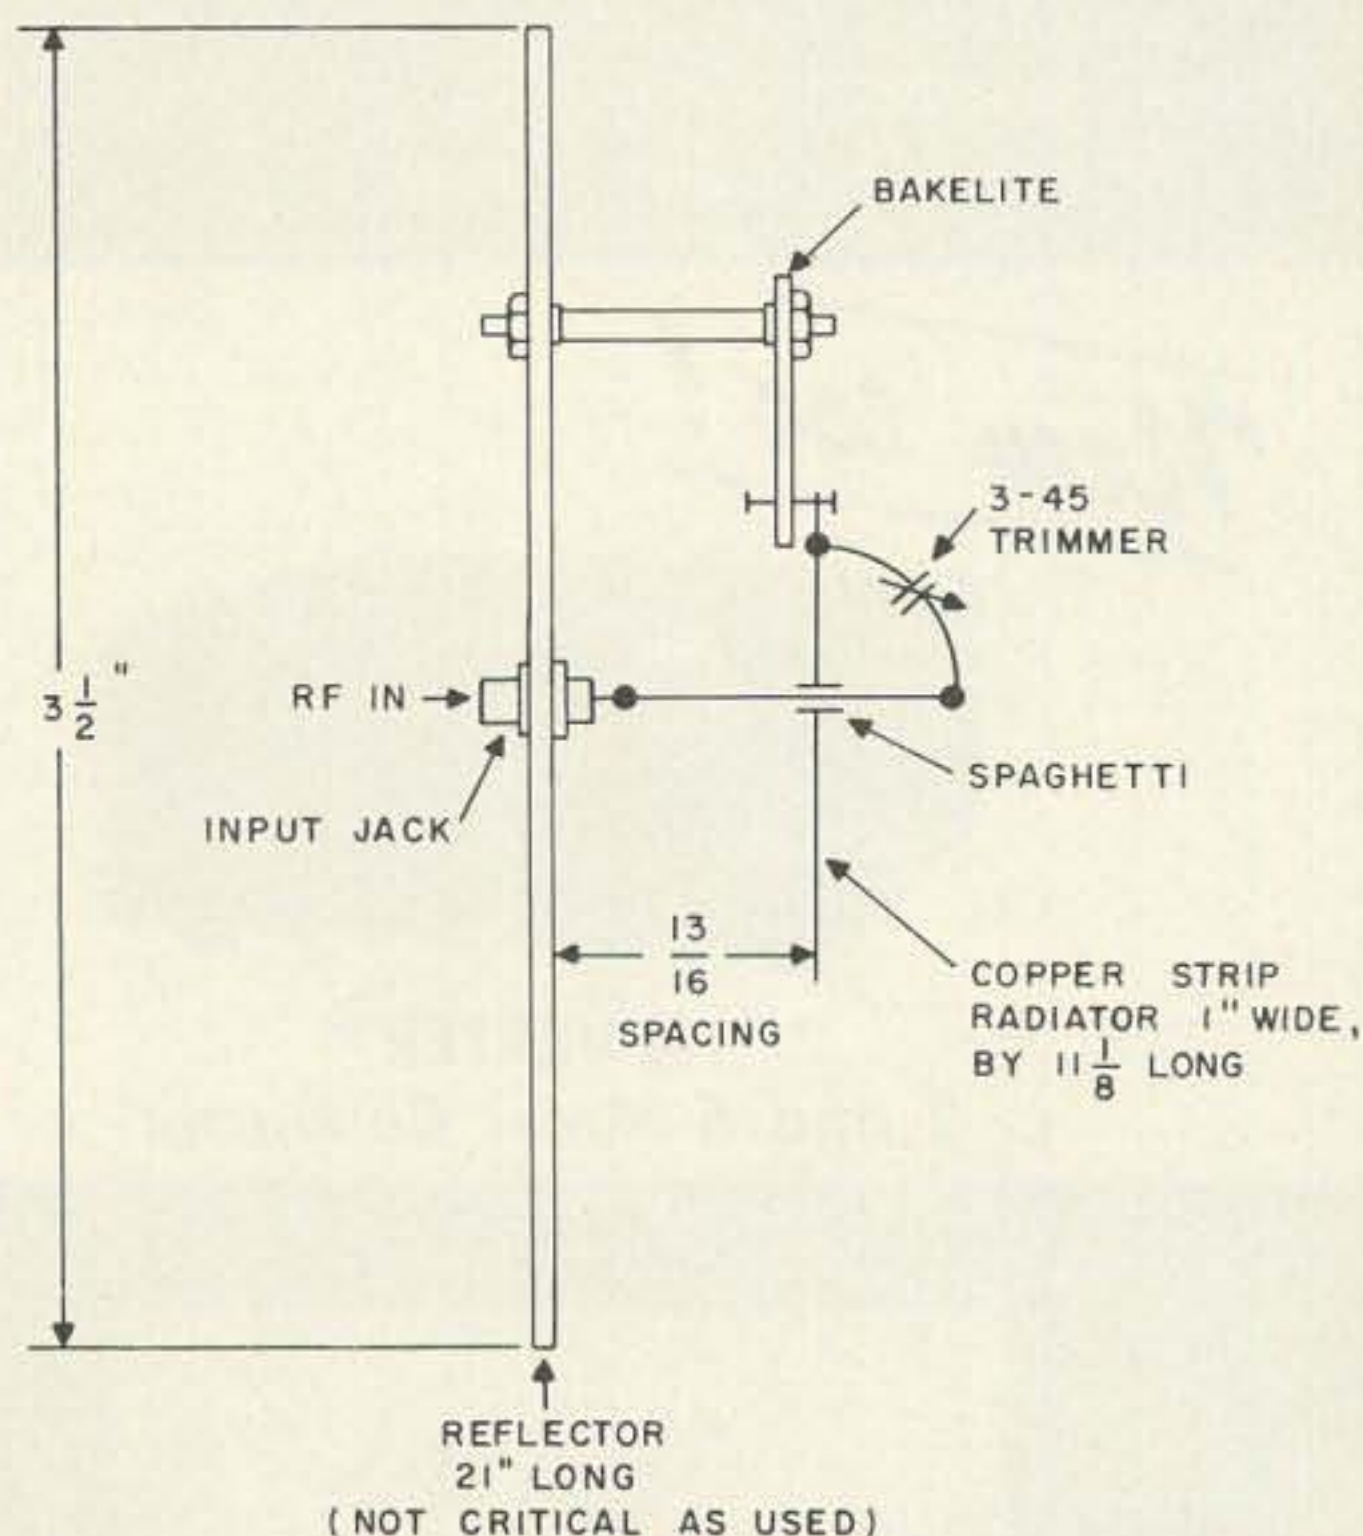 BAKELITE
3-45
TRIMMER
3 1/2"
RF IN
SPAGHETTI
INPUT JACK
13/16
SPACING
COPPER STRIP
RADIATOR 1" WIDE,
BY 11 1/8 LONG
REFLECTOR
21" LONG
(NOT CRITICAL AS USED)